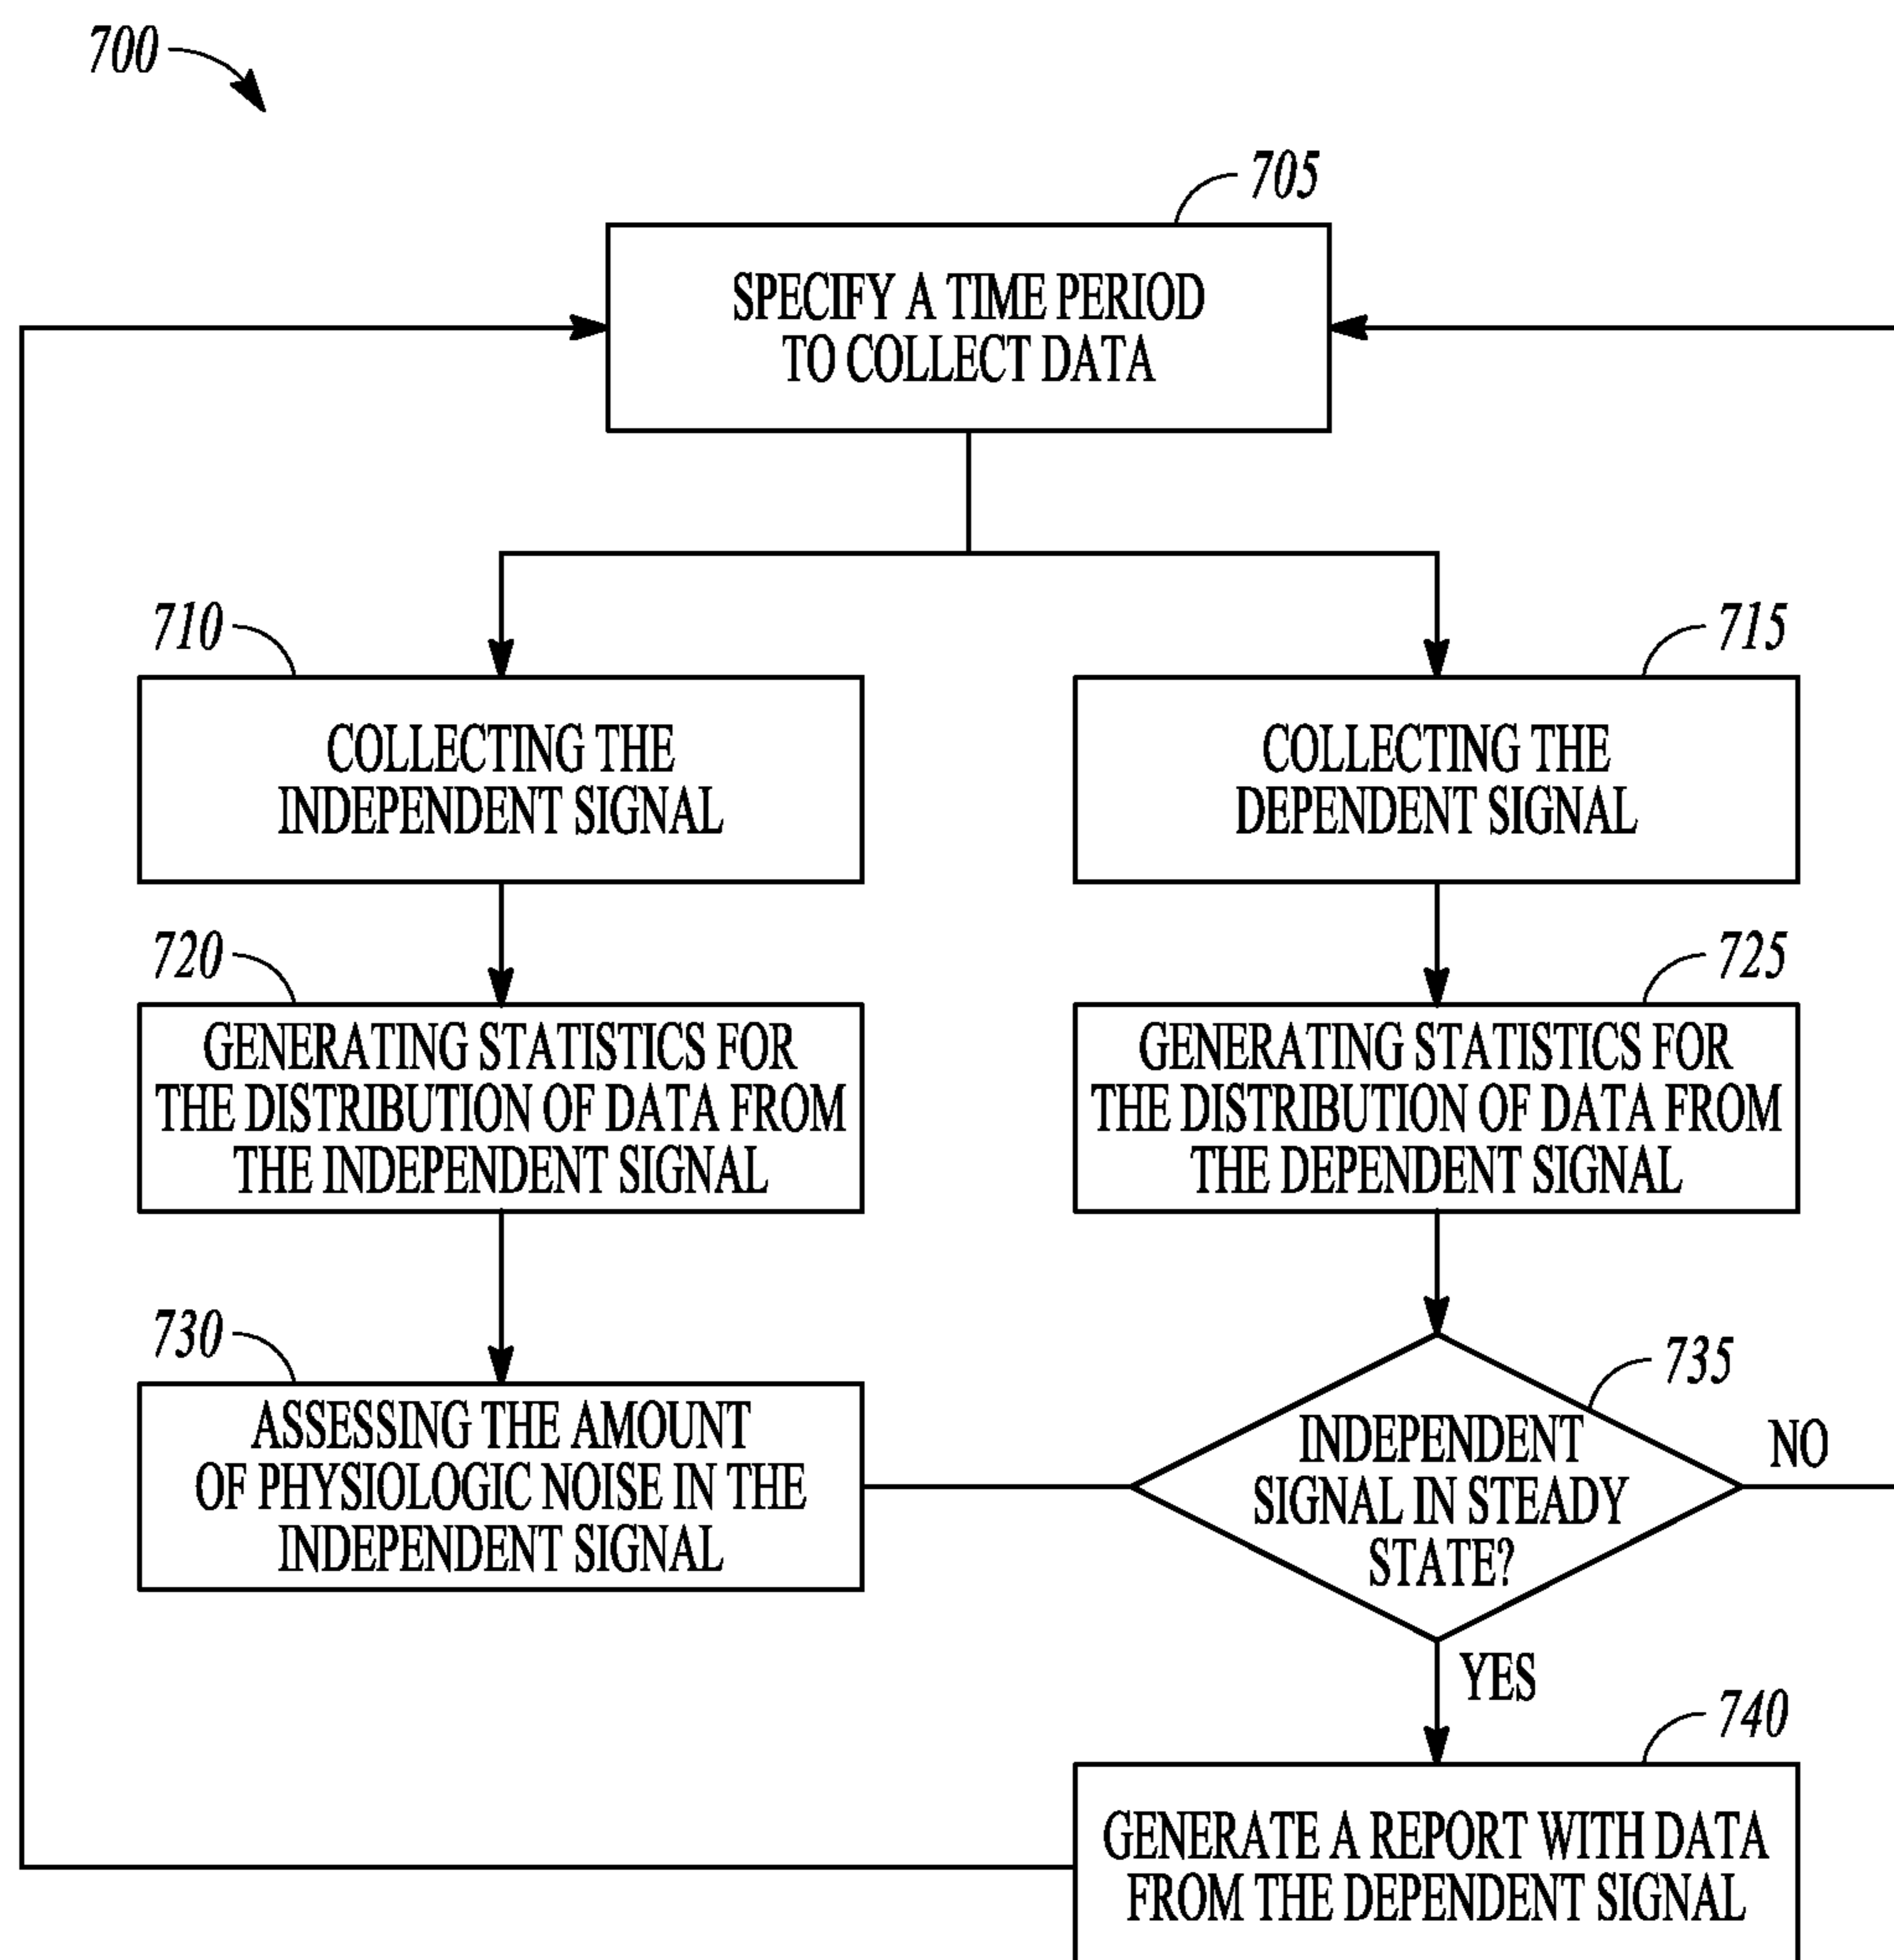 700
705
SPECIFY A TIME PERIOD
TO COLLECT DATA
710
COLLECTING THE
INDEPENDENT SIGNAL
715
COLLECTING THE
DEPENDENT SIGNAL
720
GENERATING STATISTICS FOR
THE DISTRIBUTION OF DATA FROM
THE INDEPENDENT SIGNAL
725
GENERATING STATISTICS FOR
THE DISTRIBUTION OF DATA FROM
THE DEPENDENT SIGNAL
730
ASSESSING THE AMOUNT
OF PHYSIOLOGIC NOISE IN THE
INDEPENDENT SIGNAL
735
INDEPENDENT
SIGNAL IN STEADY
STATE?
NO
YES
740
GENERATE A REPORT WITH DATA
FROM THE DEPENDENT SIGNAL